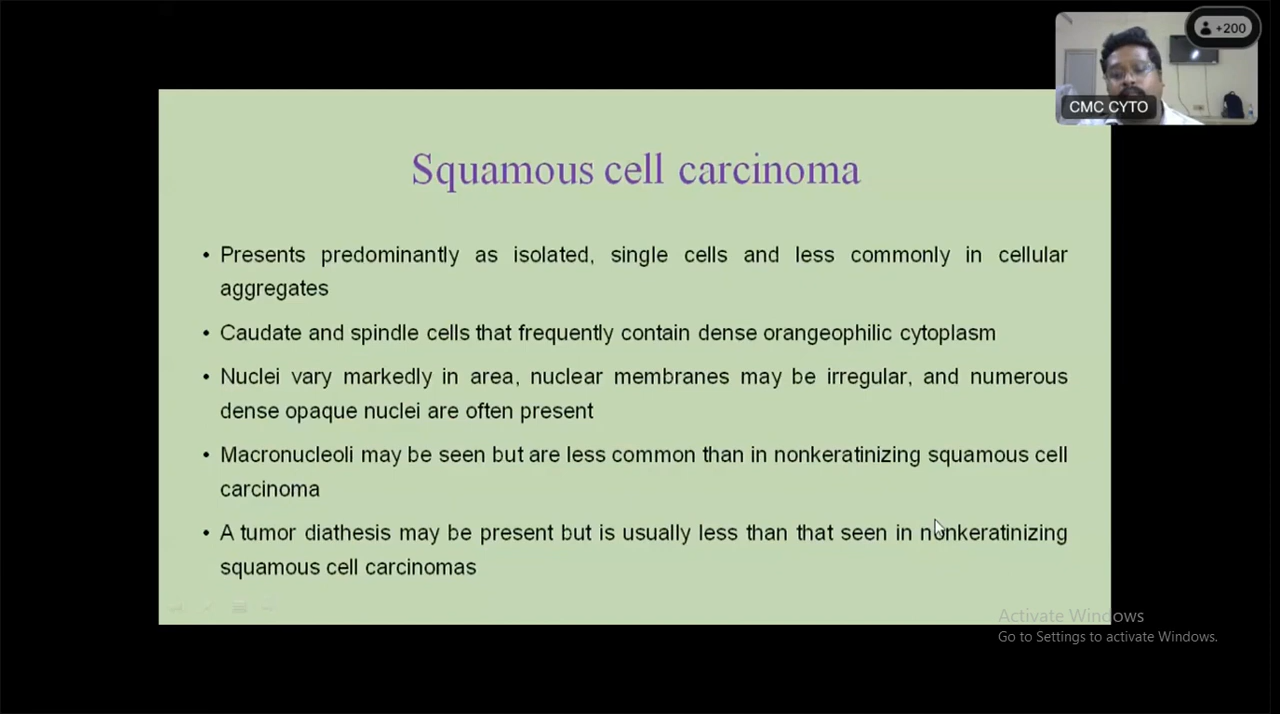 +200
CMC CYTO
Squamous cell carcinoma
• Presents predominantly as isolated, single cells and less commonly in cellular
aggregates
• Caudate and spindle cells that frequently contain dense orangeophilic cytoplasm
• Nuclei vary markedly in area, nuclear membranes may be irregular, and numerous
dense opaque nuclei are often present
• Macronucleoli may be seen but are less common than in nonkeratinizing squamous cell
carcinoma
• A tumor diathesis may be present but is usually less than that seen in nonkeratinizing
squamous cell carcinomas
Activate Windows
Go to Settings to activate Windows.